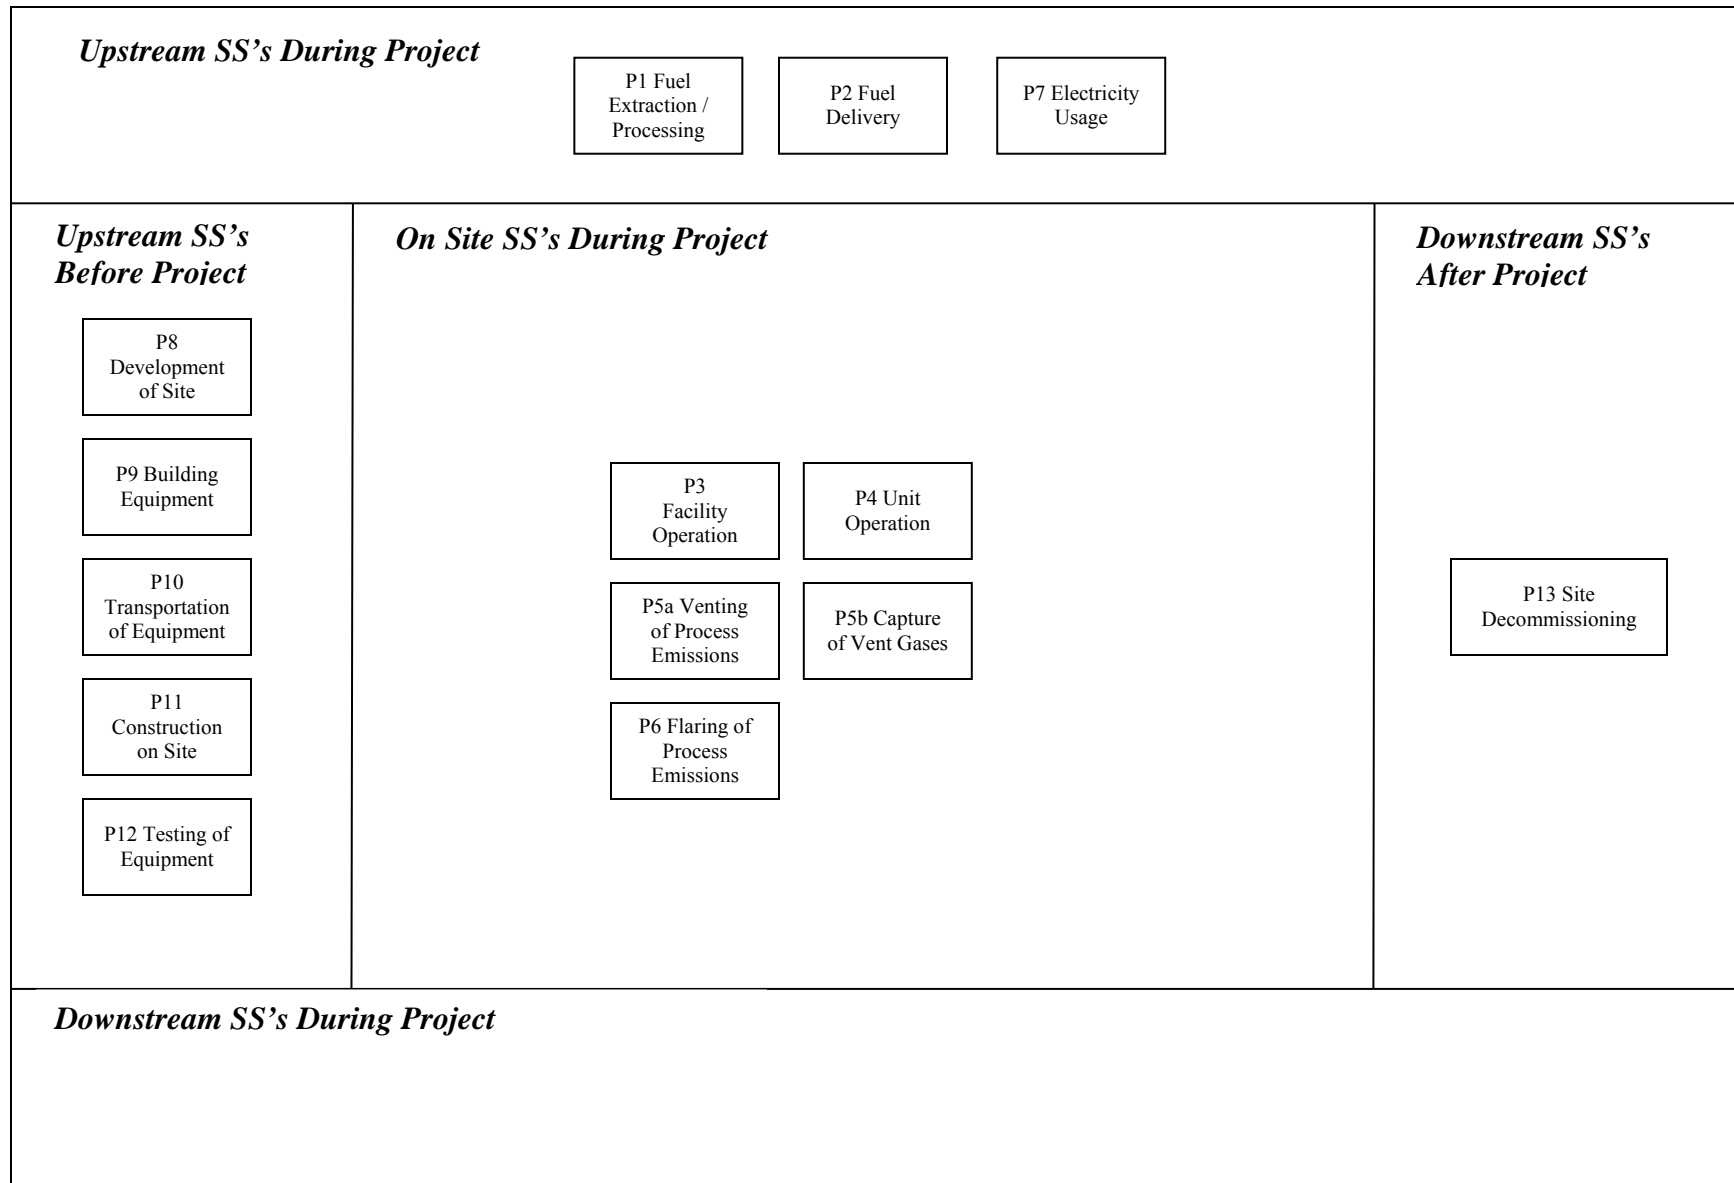 Upstream SS's During Project
P1 Fuel
Extraction /
Processing
P2 Fuel
Delivery
P7 Electricity
Usage
Upstream SS's
Before Project
P8
Development
of Site
P9 Building
Equipment
P10
Transportation
of Equipment
P11
Construction
on Site
P12 Testing of
Equipment
On Site SS's During Project
P3
Facility
Operation
P4 Unit
Operation
P5a Venting
of Process
Emissions
P5b Capture
of Vent Gases
P6 Flaring of
Process
Emissions
Downstream SS's
After Project
P13 Site
Decommissioning
Downstream SS's During Project